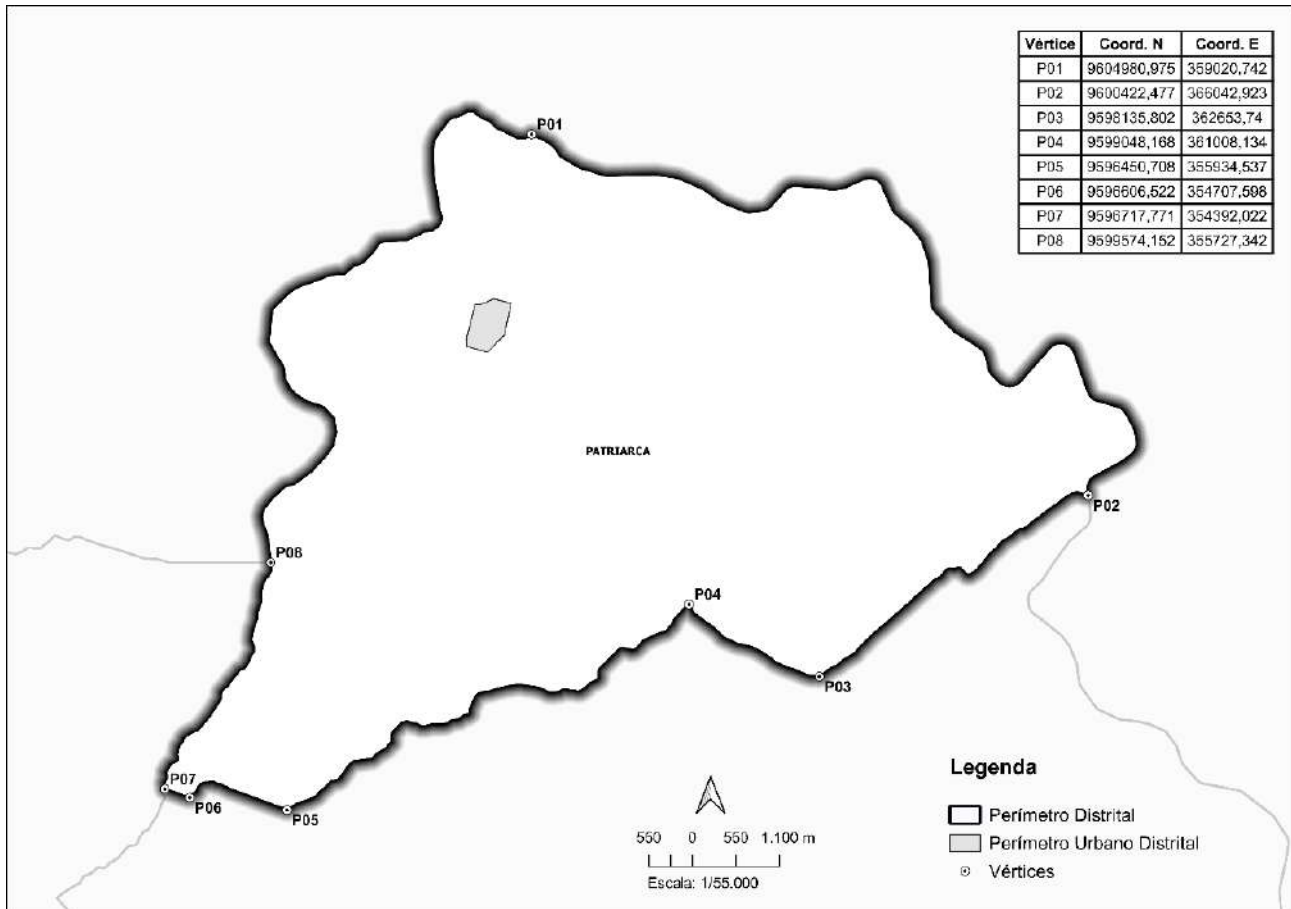 Vértice Coord. N Coord. E
P01 9604980,975 359020,742
P02 9600422,477 366042,923
P03 9598135,802 362653,74
P04 9599048,168 361008,134
P05 9596450,708 355934,537
P06 9596606,522 354707,598
P07 9596717,771 354392,022
P08 9599574,152 355727,342
P01
PATRIARCA
P02
P08
P04
P03
P07
P06
P05
Legenda
Perímetro Distrital
Perímetro Urbano Distrital
Vértices
550 0 550 1.100 m
Escala: 1/55.000